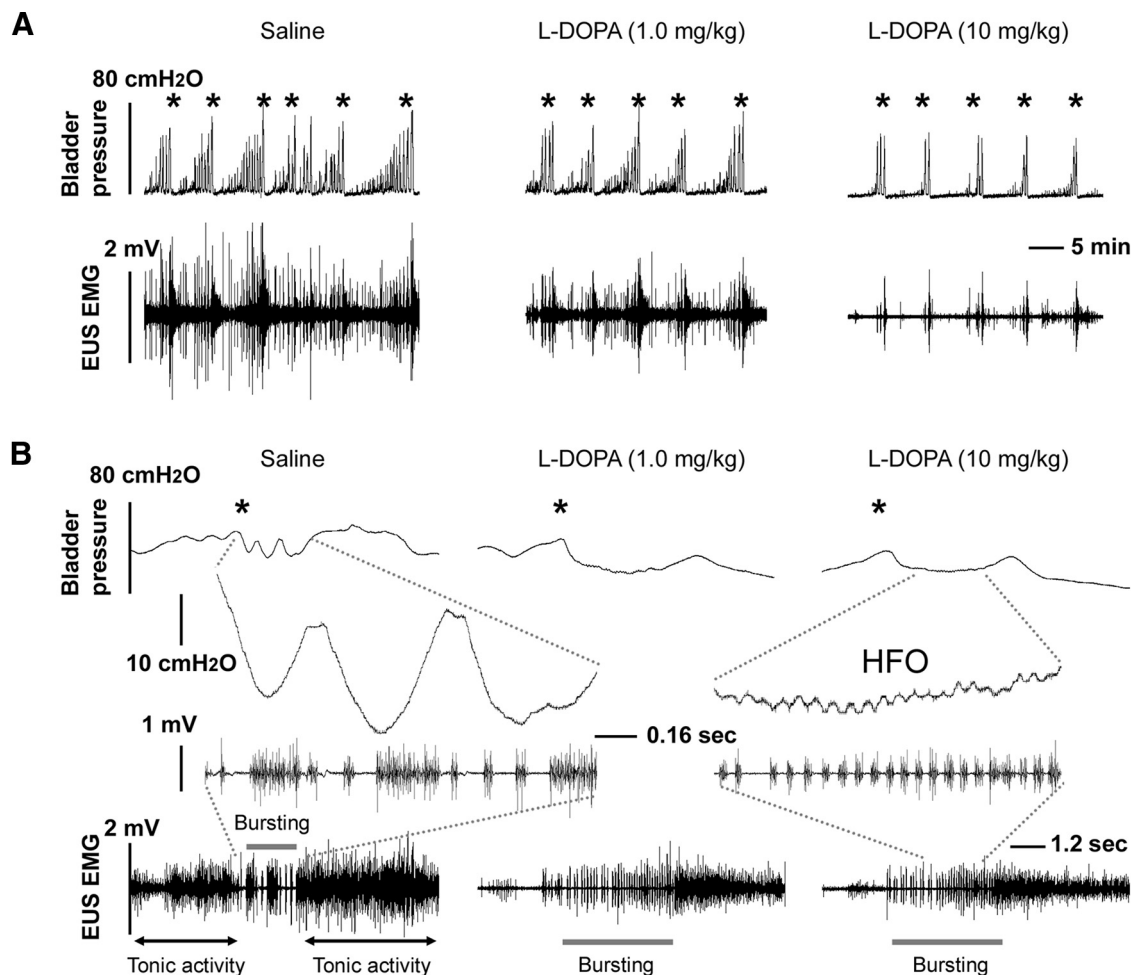 A
Saline L-DOPA (1.0 mg/kg) L-DOPA (10 mg/kg)
80 cmH2O
* * * * * * * * * * * * * * * *
Bladder
pressure
2 mV
5 min
EUS EMG
B
Saline L-DOPA (1.0 mg/kg) L-DOPA (10 mg/kg)
80 cmH2O
* * *
Bladder
pressure
10 cmH2O
HFO
1 mV
0.16 sec
Bursting
2 mV
1.2 sec
EUS EMG
Tonic activity Tonic activity Bursting Bursting